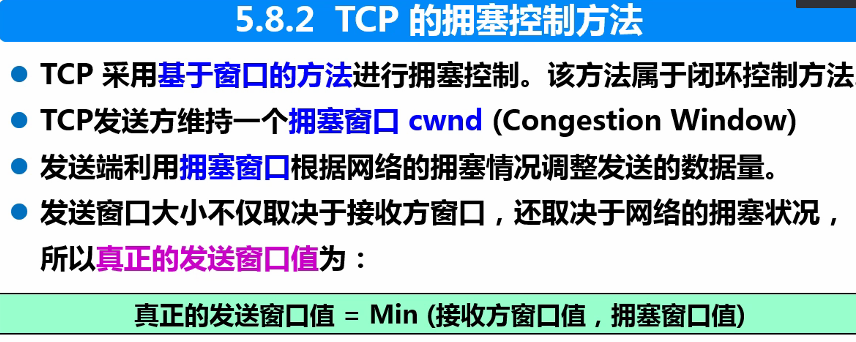 5.8.2 TCP 的拥塞控制方法
● TCP 采用基于窗口的方法进行拥塞控制。该方法属于闭环控制方法
● TCP发送方维持一个拥塞窗口 cwnd (Congestion Window)
● 发送端利用拥塞窗口根据网络的拥塞情况调整发送的数据量。
● 发送窗口大小不仅取决于接收方窗口，还取决于网络的拥塞状况，
所以真正的发送窗口值为：
真正的发送窗口值 = Min (接收方窗口值，拥塞窗口值)